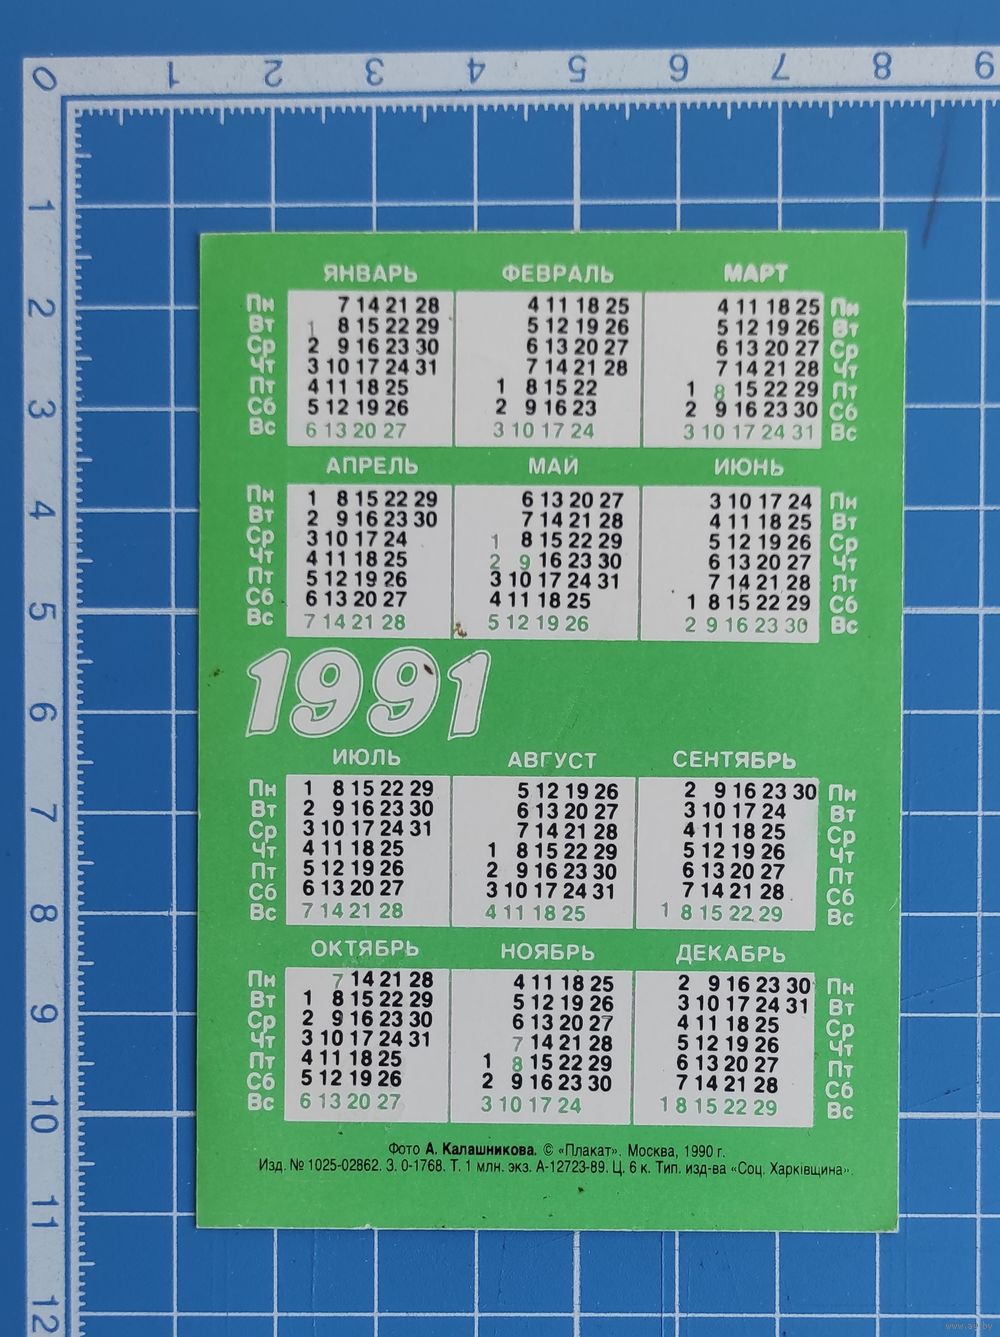 0 1 2 3 4 5 6 7 8 9
1
2
3
4
5
6
7
8
9
10
11
12
ЯНВАРЬ ФЕВРАЛЬ МАРТ
Пн 7 14 21 28 4 11 18 25 4 11 18 25 Пн
Вт 1 8 15 22 29 5 12 19 26 5 12 19 26 Вт
Ср 2 9 16 23 30 6 13 20 27 6 13 20 27 Ср
Чт 3 10 17 24 31 7 14 21 28 7 14 21 28 Чт
Пт 4 11 18 25 1 8 15 22 1 8 15 22 29 Пт
Сб 5 12 19 26 2 9 16 23 2 9 16 23 30 Сб
Вс 6 13 20 27 3 10 17 24 3 10 17 24 31 Вс
АПРЕЛЬ МАЙ ИЮНЬ
Пн 1 8 15 22 29 6 13 20 27 3 10 17 24 Пн
Вт 2 9 16 23 30 7 14 21 28 4 11 18 25 Вт
Ср 3 10 17 24 1 8 15 22 29 5 12 19 26 Ср
Чт 4 11 18 25 2 9 16 23 30 6 13 20 27 Чт
Пт 5 12 19 26 3 10 17 24 31 7 14 21 28 Пт
Сб 6 13 20 27 4 11 18 25 1 8 15 22 29 Сб
Вс 7 14 21 28 5 12 19 26 2 9 16 23 30 Вс
1991
ИЮЛЬ АВГУСТ СЕНТЯБРЬ
Пн 1 8 15 22 29 5 12 19 26 2 9 16 23 30 Пн
Вт 2 9 16 23 30 6 13 20 27 3 10 17 24 Вт
Ср 3 10 17 24 31 7 14 21 28 4 11 18 25 Ср
Чт 4 11 18 25 1 8 15 22 29 5 12 19 26 Чт
Пт 5 12 19 26 2 9 16 23 30 6 13 20 27 Пт
Сб 6 13 20 27 3 10 17 24 31 7 14 21 28 Сб
Вс 7 14 21 28 4 11 18 25 1 8 15 22 29 Вс
ОКТЯБРЬ НОЯБРЬ ДЕКАБРЬ
Пн 7 14 21 28 4 11 18 25 2 9 16 23 30 Пн
Вт 1 8 15 22 29 5 12 19 26 3 10 17 24 31 Вт
Ср 2 9 16 23 30 6 13 20 27 4 11 18 25 Ср
Чт 3 10 17 24 31 7 14 21 28 5 12 19 26 Чт
Пт 4 11 18 25 1 8 15 22 29 6 13 20 27 Пт
Сб 5 12 19 26 2 9 16 23 30 7 14 21 28 Сб
Вс 6 13 20 27 3 10 17 24 1 8 15 22 29 Вс
Фото А. Калашникова. © «Плакат». Москва, 1990 г.
Изд. № 1025-02862. З. 0-1768. Т. 1 млн. экз. А-12723-89. Ц. 6 к. Тип. изд-ва «Соц. Харкiвщина».